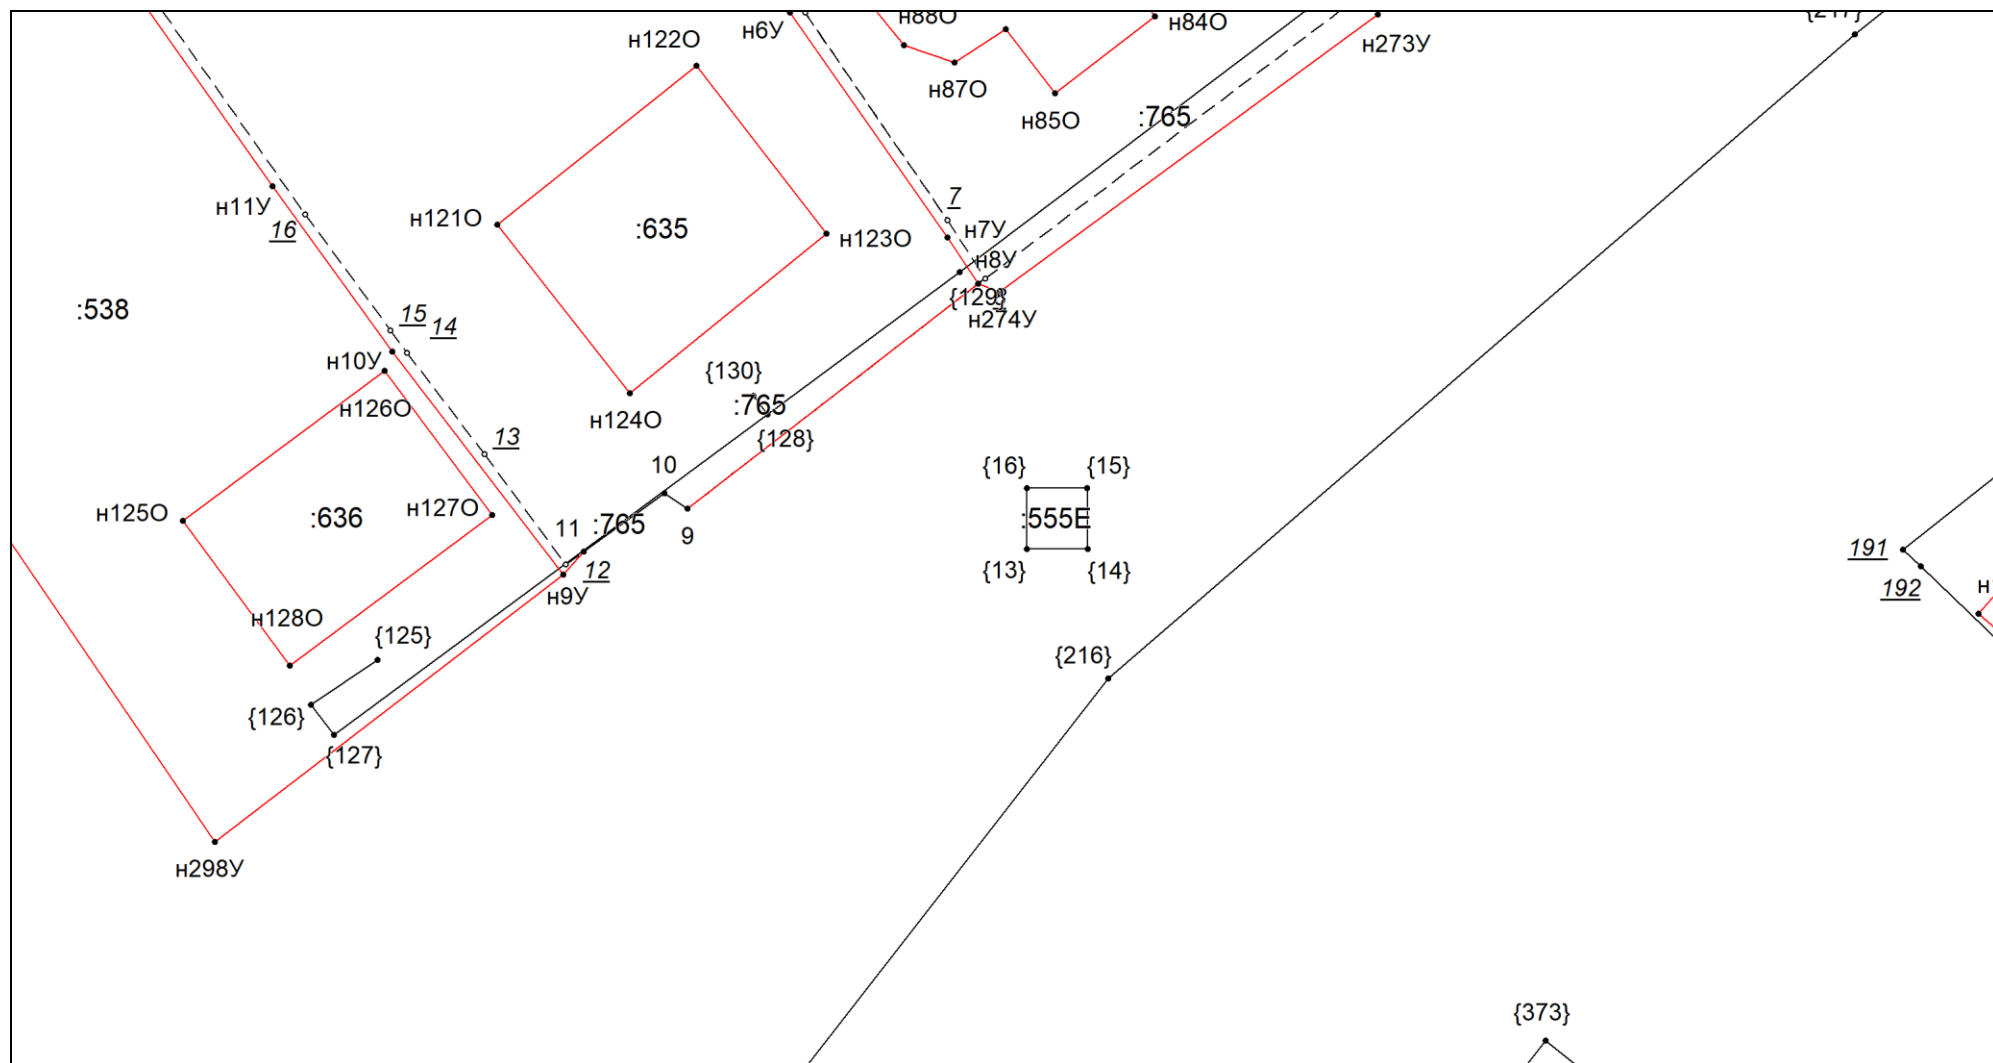 н88О
н84О
н6У
н122О
н273У
н87О
н85О
:765
н11У
16
н121О
:635
н123О
7
н7У
н8У
{129}
н274У
:538
15
14
н10У
н126О
{130}
:765
{128}
н124О
13
10
{16}
{15}
:555Е
{13}
{14}
н125О
:636
н127О
11
:765
9
12
н9У
191
192
н128О
{125}
{126}
{127}
{216}
н298У
{373}